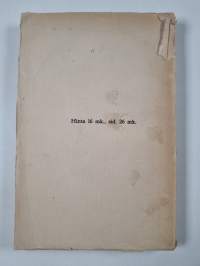 Hinta 16 mk., sid. 26 mk.